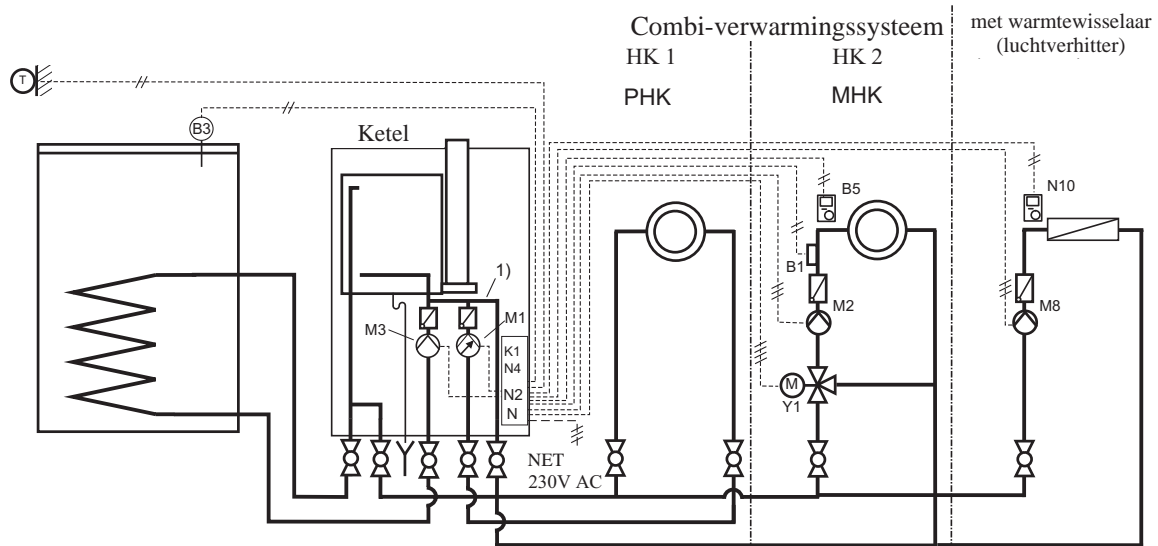 Combi-verwarmingssysteem
met warmtewisselaar
(luchtverhitter)
HK 1
HK 2
PHK
MHK
T
B3
Ketel
B5
N10
1)
B1
M3
M1
M2
M8
K1
N4
N2
N
M
Y1
NET
230V AC